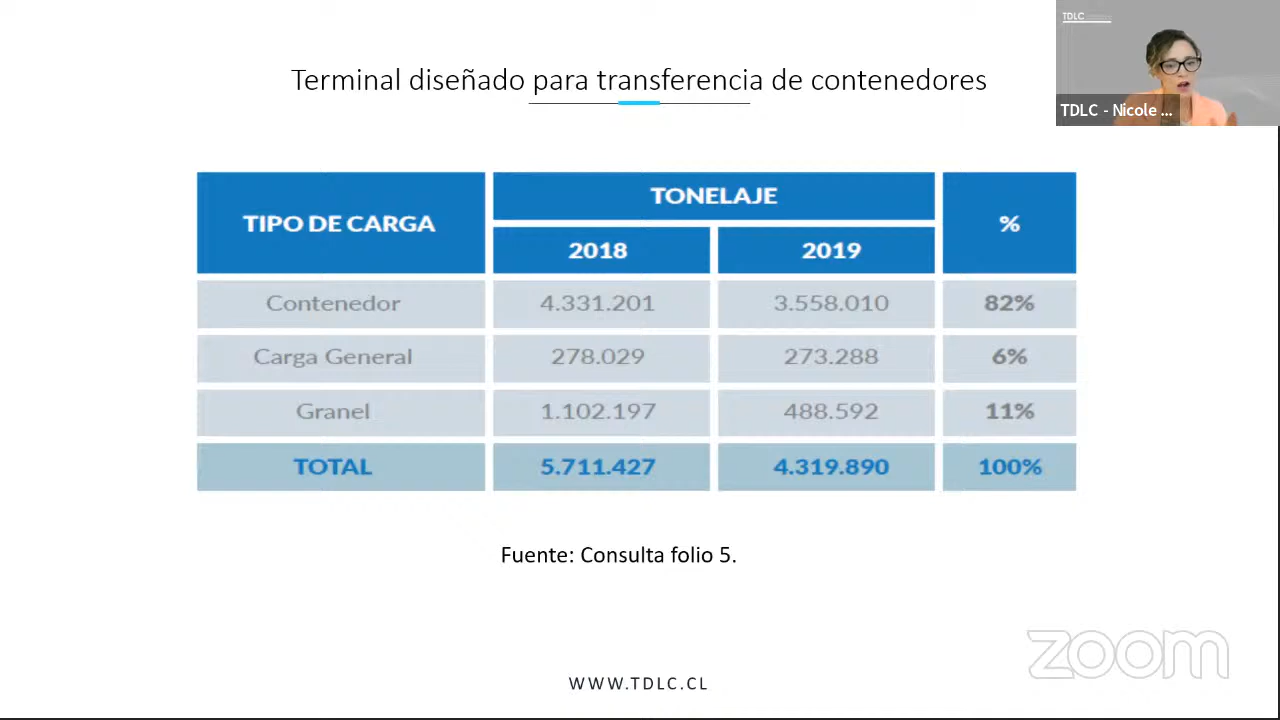 TDLC
Terminal diseñado para transferencia de contenedores
TDLC - Nicole ...
TIPO DE CARGA
TONELAJE
%
2018
2019
Contenedor 4.331.201 3.558.010 82%
Carga General 278.029 273.288 6%
Granel 1.102.197 488.592 11%
TOTAL 5.711.427 4.319.890 100%
Fuente: Consulta folio 5.
zoom
WWW.TDLC.CL